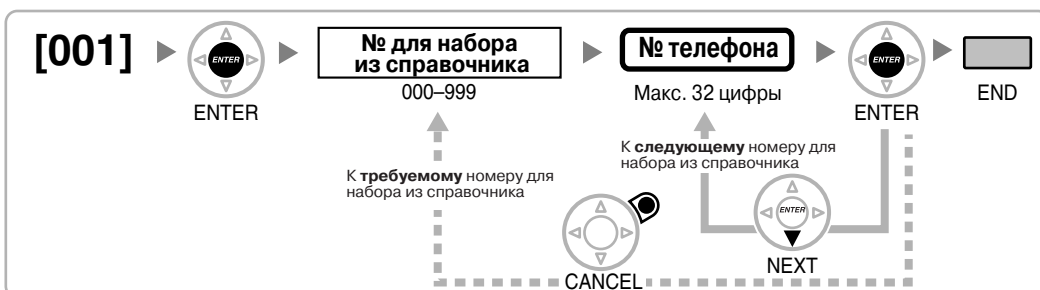 [001]
ENTER
ENTER
№ для набора
из справочника
000–999
№ телефона
Макс. 32 цифры
ENTER
ENTER
END
К требуемому номеру для
набора из справочника
CANCEL
К следующему номеру для
набора из справочника
ENTER
NEXT